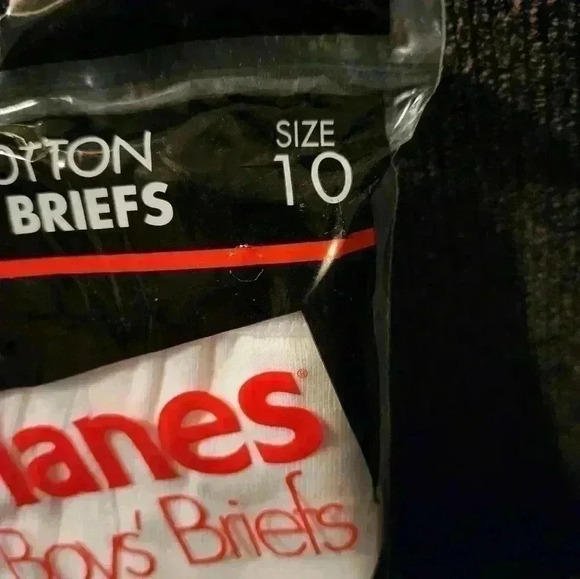 OTTON
SIZE
10
BRIEFS
anes®
Boys' Briefs